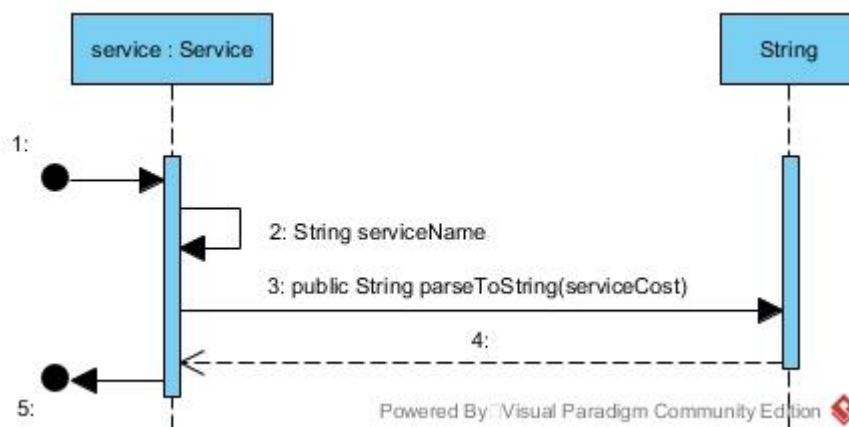 service : Service
String
1:
2: String serviceName
3: public String parseToString(serviceCost)
4:
5:
Powered By Visual Paradigm Community Edition